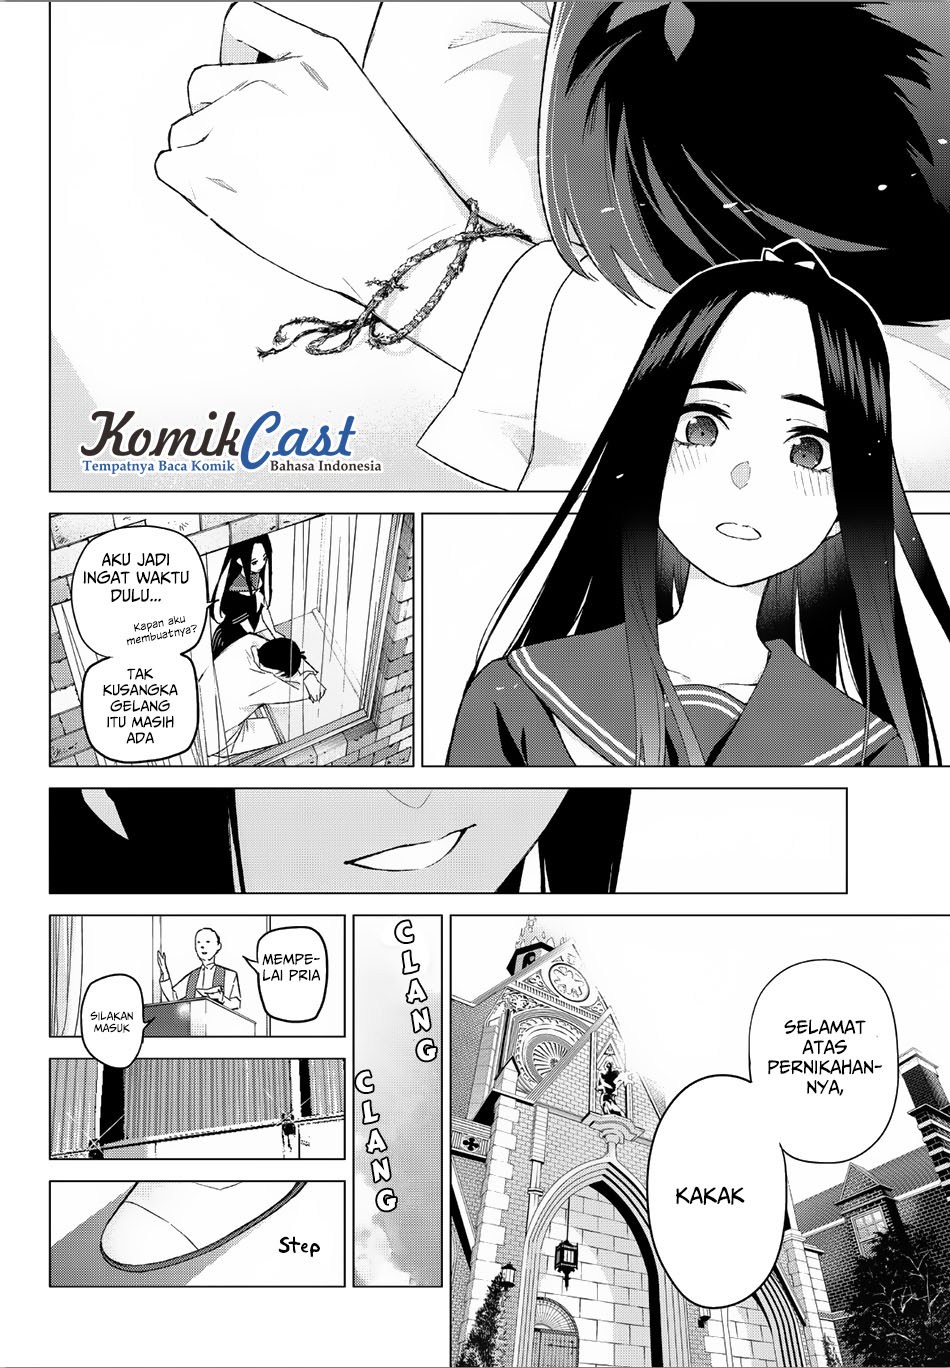 KomikCast
Tempatnya Baca Komik Bahasa Indonesia
AKU JADI
INGAT WAKTU
DULU...
Kapan aku
membuatnya?
TAK
KUSANGKA
GELANG
ITU MASIH
ADA
SELAMAT
ATAS
PERNIKAHAN-
NYA,
KAKAK
CLANG
CLANG
MEMPE-
LAI PRIA
SILAKAN
MASUK
Step